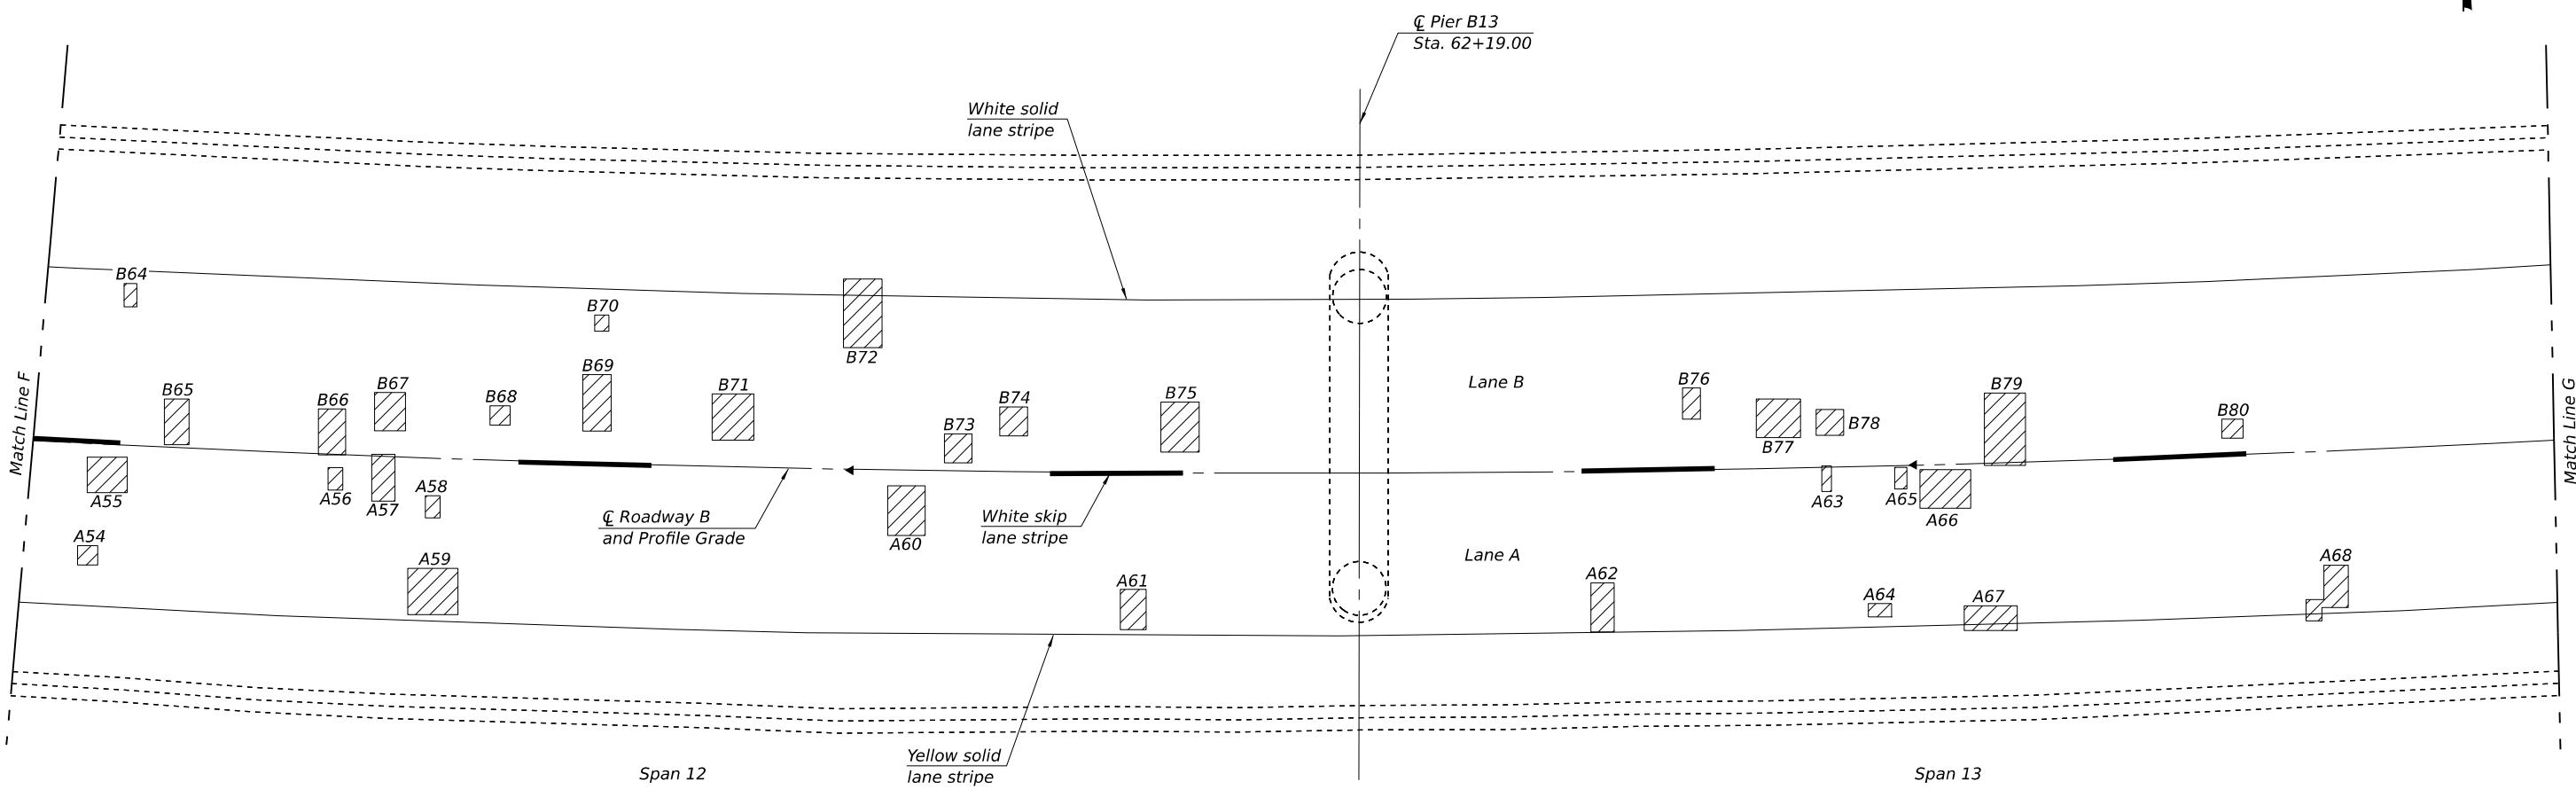 ℄ Pier B13
Sta. 62+19.00
White solid
lane stripe
B64
B70
B72
B69
B65
B66
B67
B68
B71
B73
B74
B75
Lane B
B76
B77
B78
B79
B80
Match Line F
Match Line G
A55
A56
A57
A58
A54
A59
℄ Roadway B
and Profile Grade
A60
White skip
lane stripe
A61
Lane A
A62
A63
A65
A66
A64
A67
A68
Yellow solid
lane stripe
Span 12
Span 13